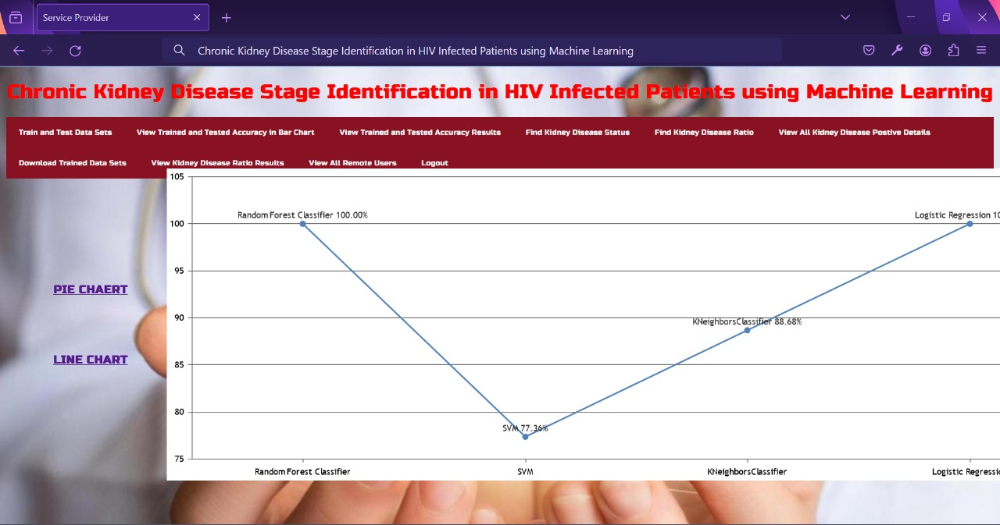 Service Provider
Chronic Kidney Disease Stage Identification in HIV Infected Patients using Machine Learning
Chronic Kidney Disease Stage Identification in HIV Infected Patients using Machine Learning
Train and Test Data Sets View Trained and Tested Accuracy in Bar Chart View Trained and Tested Accuracy Results Find Kidney Disease Status Find Kidney Disease Ratio View All Kidney Disease Postive Details
Download Trained Data Sets View Kidney Disease Ratio Results View All Remote Users Logout
105
Random Forest Classifier 100.00% Logistic Regression 10
100
95
PIE CHAERT
90
KNeighborsClassifier 88.68%
LINE CHART
85
80
SVM 77.36%
75
Random Forest Classifier SVM KNeighborsClassifier Logistic Regressi